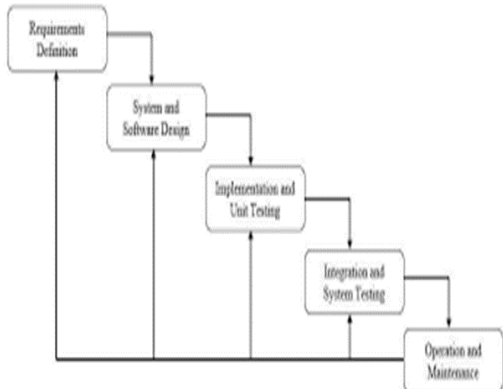 Requirements
Definition
System and
Software Design
Implementation and
Unit Testing
Integration and
System Testing
Operation and
Maintenance